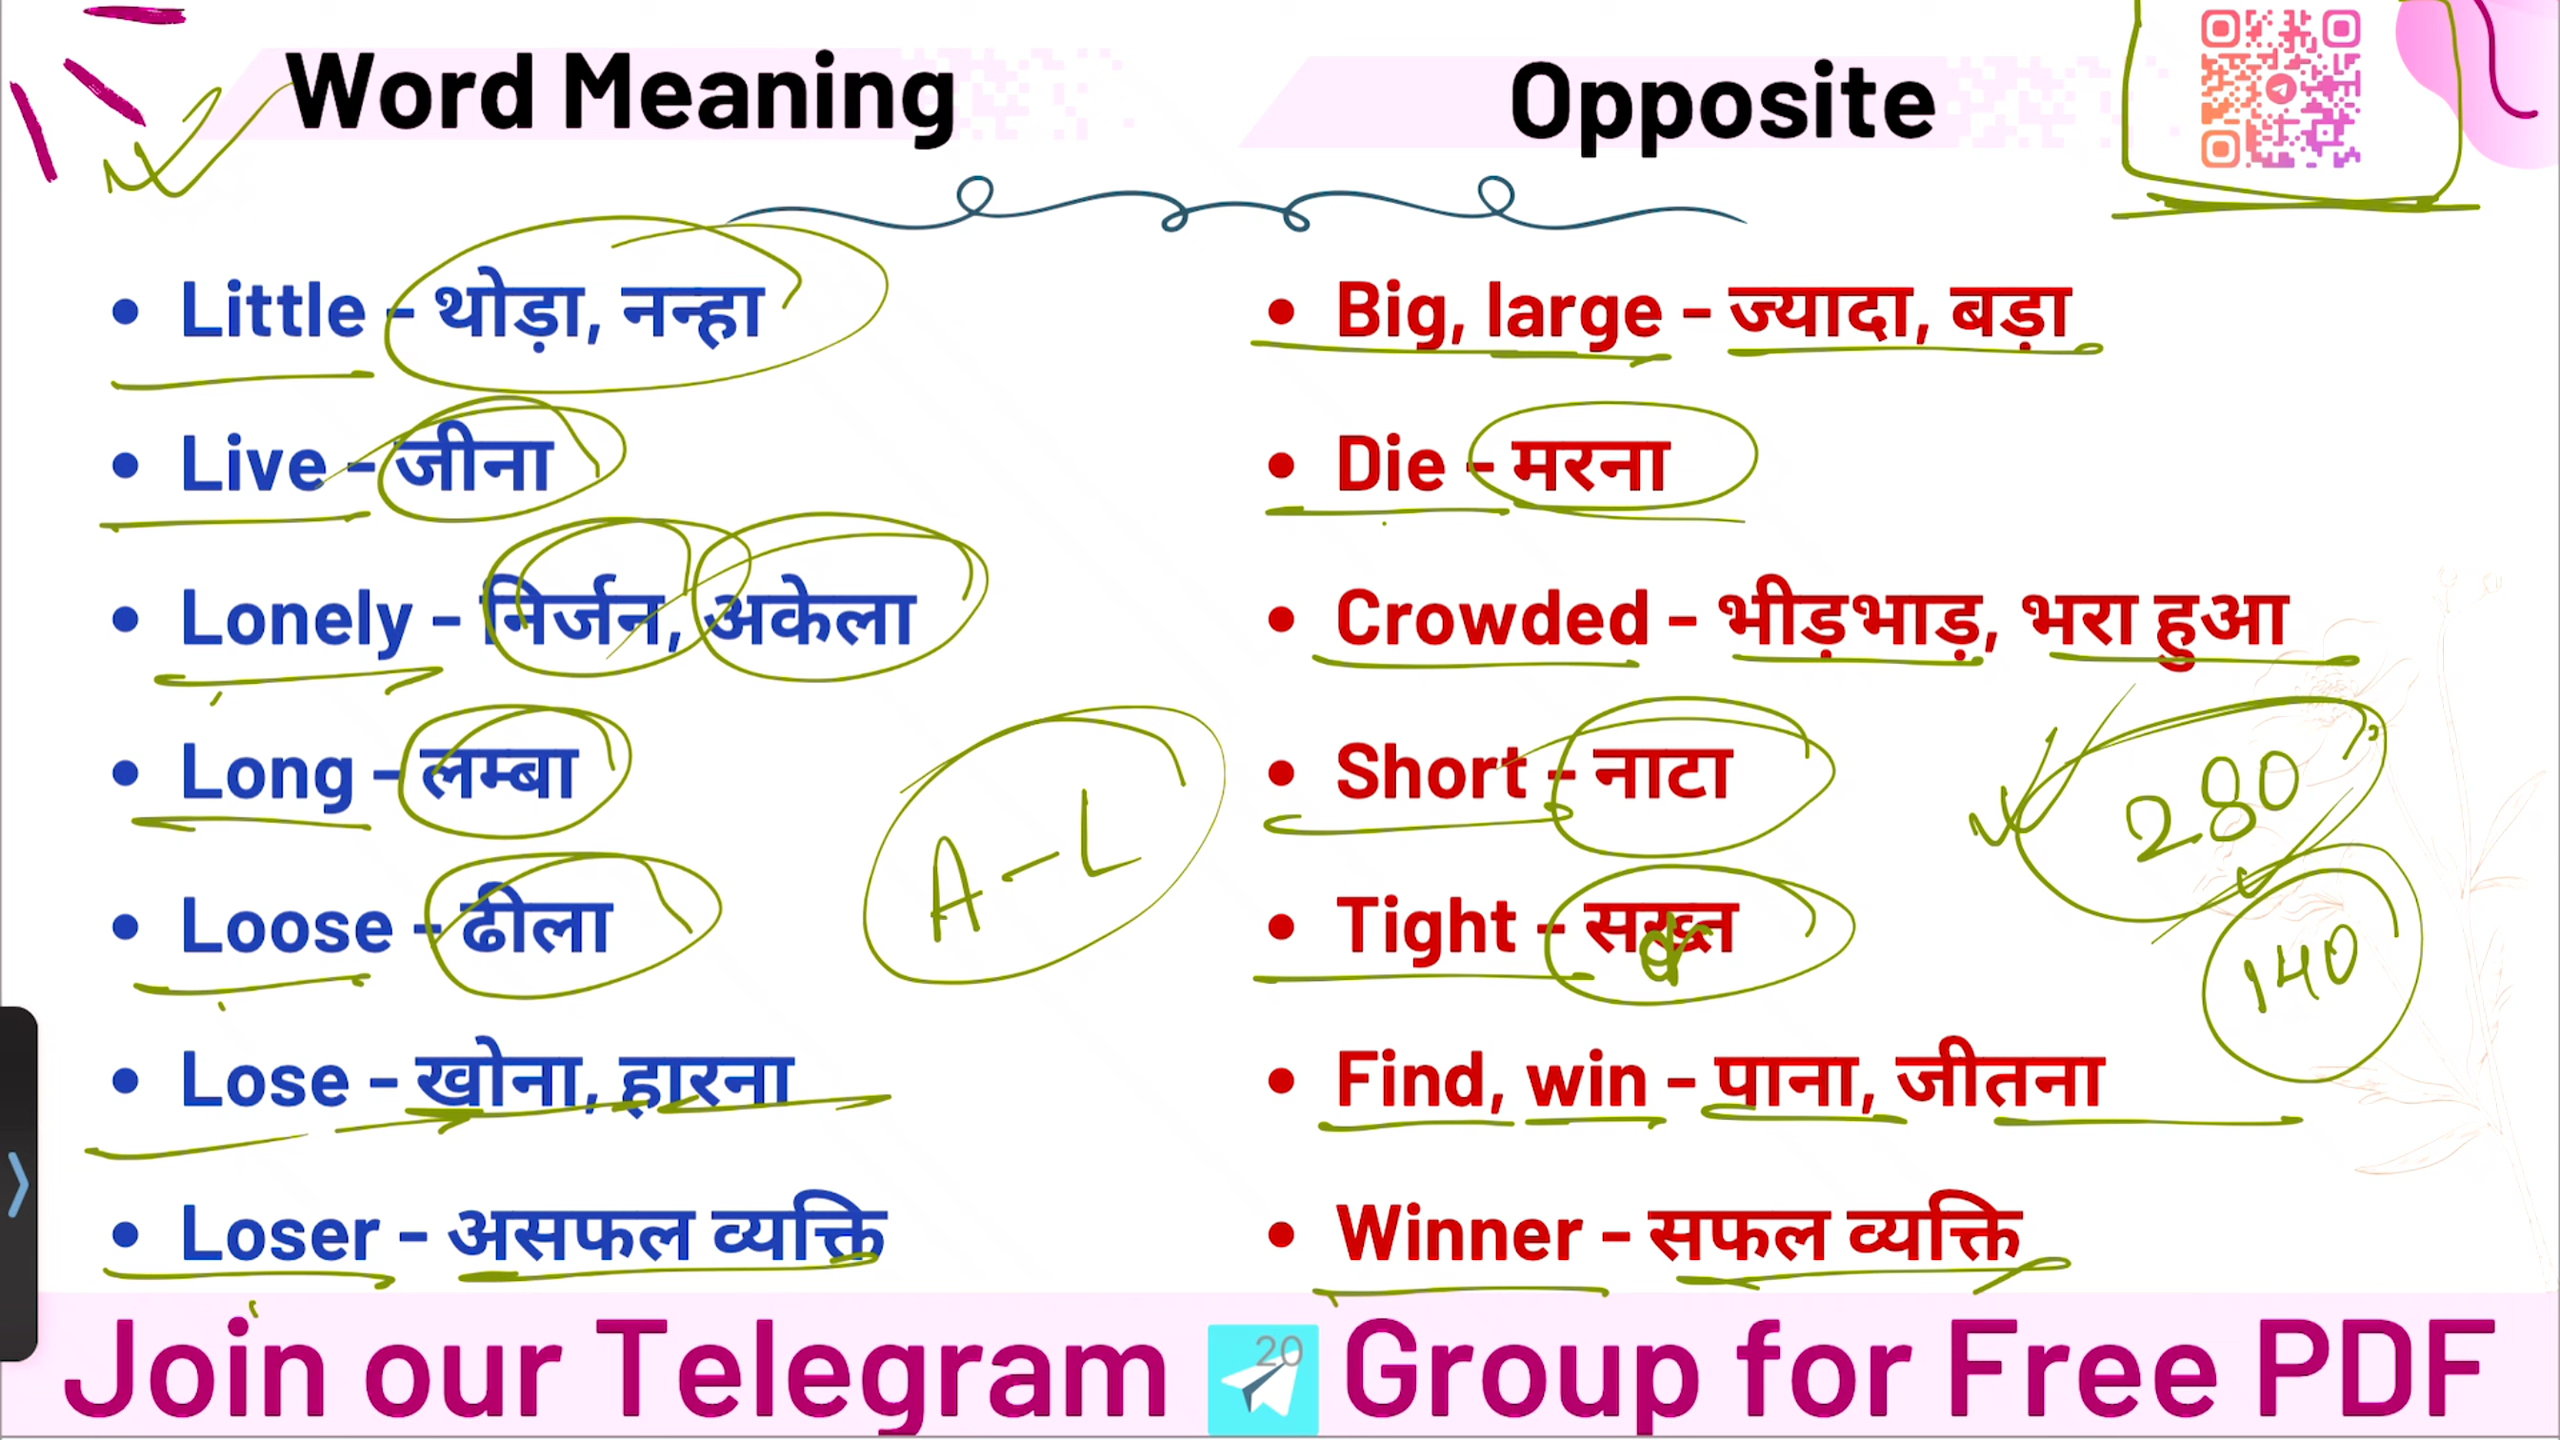 Word Meaning Opposite
• Little - थोड़ा, नन्हा • Big, large - ज्यादा, बड़ा
• Live - जीना • Die - मरना
• Lonely - निर्जन, अकेला • Crowded - भीड़भाड़, भरा हुआ
• Long - लम्बा • Short - नाटा
280
A-L
• Loose - ढीला • Tight - सख्त
140
• Lose - खोना, हारना • Find, win - पाना, जीतना
• Loser - असफल व्यक्ति • Winner - सफल व्यक्ति
Join our Telegram 20 Group for Free PDF